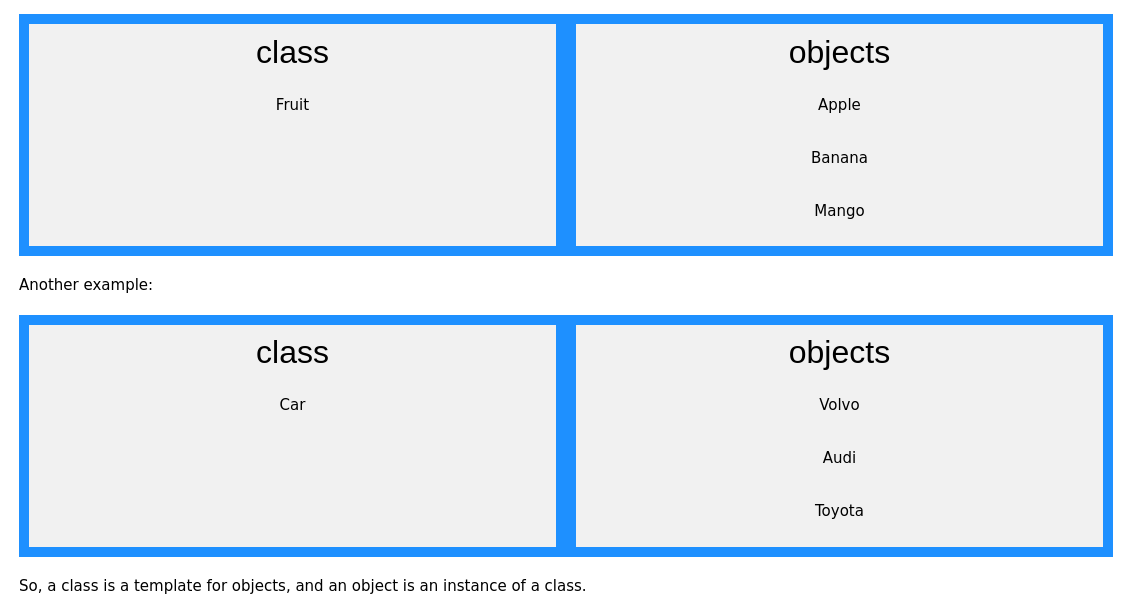 class
Fruit
objects
Apple
Banana
Mango
Another example:
class
Car
objects
Volvo
Audi
Toyota
So, a class is a template for objects, and an object is an instance of a class.